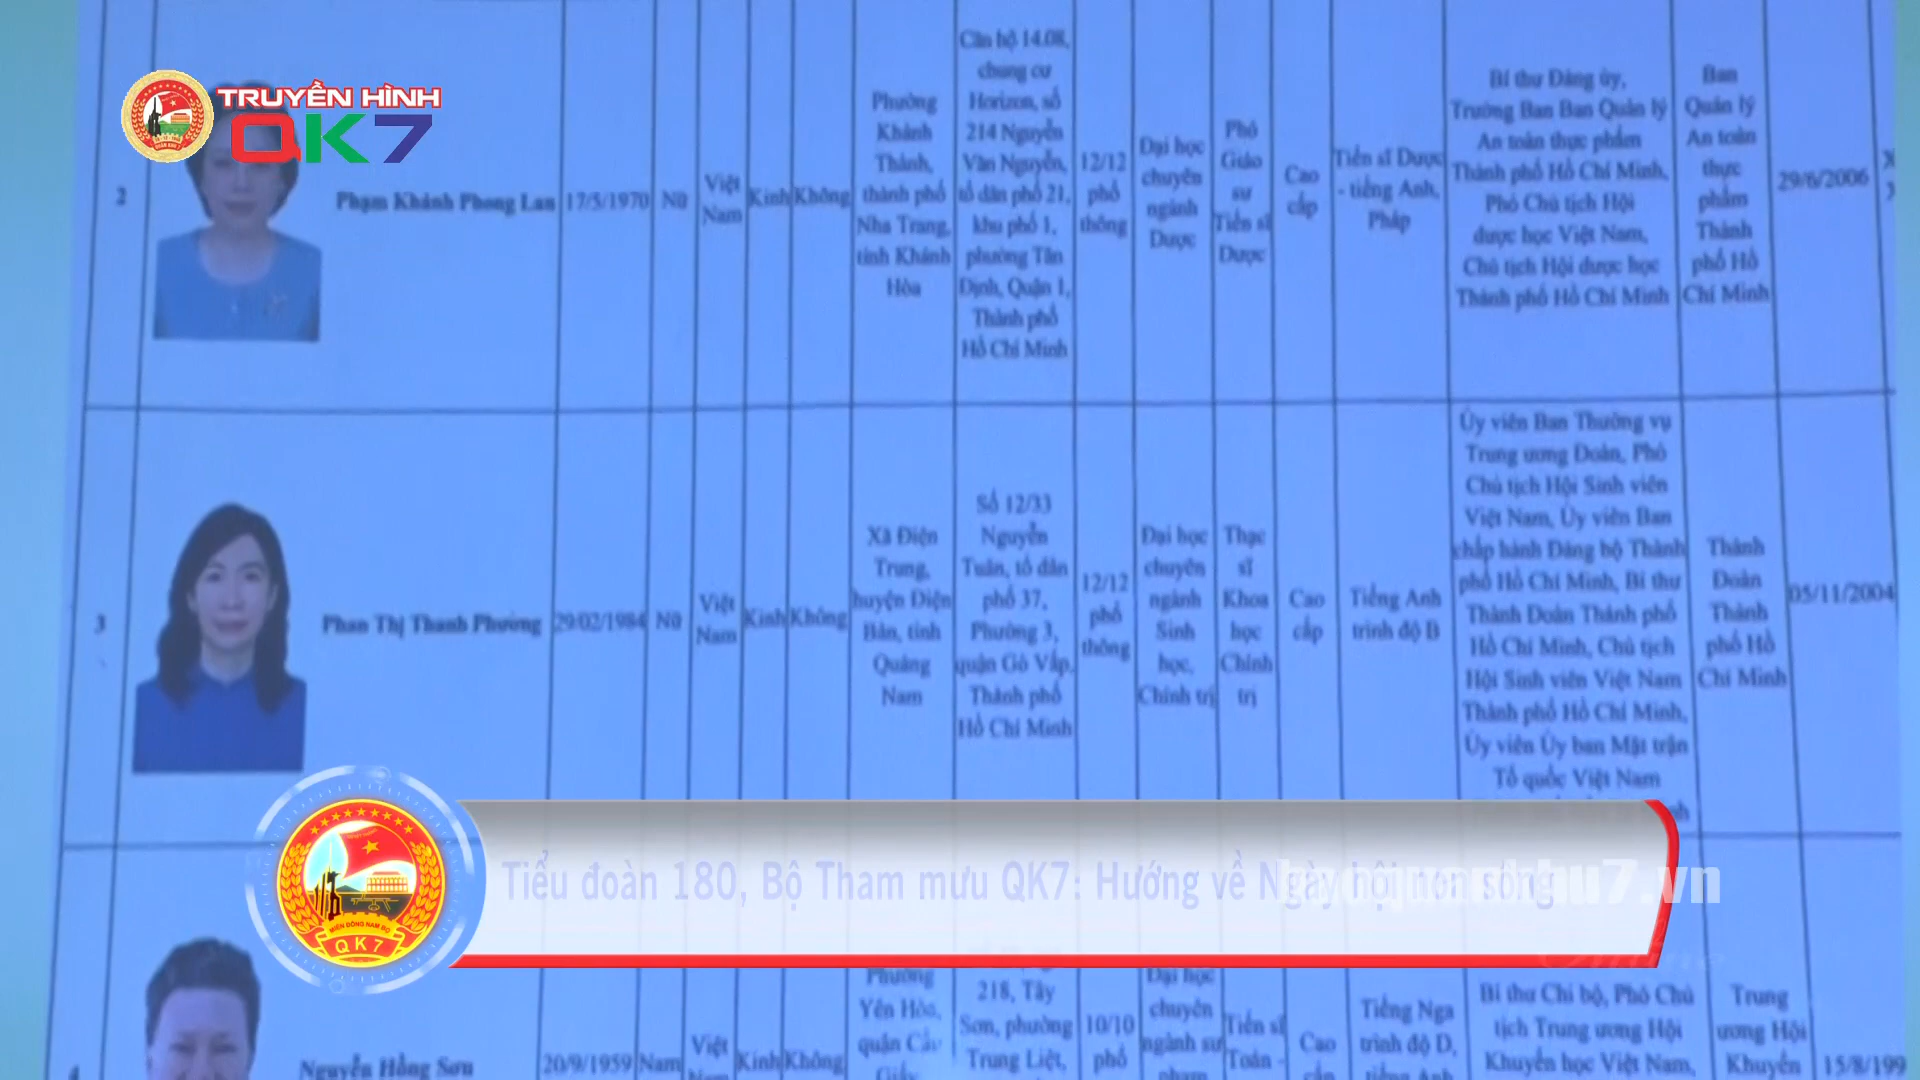 TRUYỀN HÌNH
QK7
2
Phạm Khánh Phong Lan
17/5/1970
Nữ
Việt
Nam
Kinh
Không
Phường
Khánh
Thánh,
thành phố
Nha Trang,
tỉnh Khánh
Hòa
Căn hộ 14.08,
chung cư
Horizon, số
214 Nguyễn
Văn Nguyễn,
tổ dân phố 21,
khu phố 1,
phường Tân
Định, Quận 1,
Thành phố
Hồ Chí Minh
12/12
phổ
thông
Đại học
chuyên
ngành
Dược
Phó
Giáo
sư
Tiến sĩ
Dược
Cao
cấp
Tiến sĩ Dược
- tiếng Anh,
Pháp
Bí thư Đảng ủy,
Trưởng Ban Ban Quản lý
An toàn thực phẩm
Thành phố Hồ Chí Minh,
Phó Chủ tịch Hội
dược học Việt Nam,
Chủ tịch Hội dược học
Thành phố Hồ Chí Minh
Ban
Quản lý
An toàn
thực
phẩm
Thành
phố Hồ
Chí Minh
29/6/2006
3
Phan Thị Thanh Phương
29/02/1984
Nữ
Việt
Nam
Kinh
Không
Xã Điện
Trung,
huyện Điện
Bàn, tỉnh
Quảng
Nam
Số 12/33
Nguyễn
Tuân, tổ dân
phố 37,
Phường 3,
quận Gò Vấp,
Thành phố
Hồ Chí Minh
12/12
phổ
thông
Đại học
chuyên
ngành
Sinh
học,
Chính trị
Thạc
sĩ
Khoa
học
Chính
trị
Cao
cấp
Tiếng Anh
trình độ B
Ủy viên Ban Thường vụ
Trung ương Đoàn, Phó
Chủ tịch Hội Sinh viên
Việt Nam, Ủy viên Ban
chấp hành Đảng bộ Thành
phố Hồ Chí Minh, Bí thư
Thành Đoàn Thành phố
Hồ Chí Minh, Chủ tịch
Hội Sinh viên Việt Nam
Thành phố Hồ Chí Minh,
Ủy viên Ủy ban Mặt trận
Tổ quốc Việt Nam
Thành
Đoàn
Thành
phố Hồ
Chí Minh
05/11/2004
MIỀN ĐÔNG NAM BỘ
QK7
Tiểu đoàn 180, Bộ Tham mưu QK7: Hướng về Ngày hội non sông
4
Nguyễn Hồng Sơn
20/9/1959
Nam
Việt
Kinh
Không
Phường
Yên Hòa,
quận Cầu
Giấy
218, Tây
Sơn, phường
Trung Liệt,
10/10
phổ
Đại học
chuyên
ngành sư
phạm
Tiến sĩ
Toán -
Cao
cấp
Tiếng Nga
trình độ D,
tiếng Anh
Bí thư Chi bộ, Phó Chủ
tịch Trung ương Hội
Khuyến học Việt Nam,
Trung
ương Hội
Khuyến
15/8/199